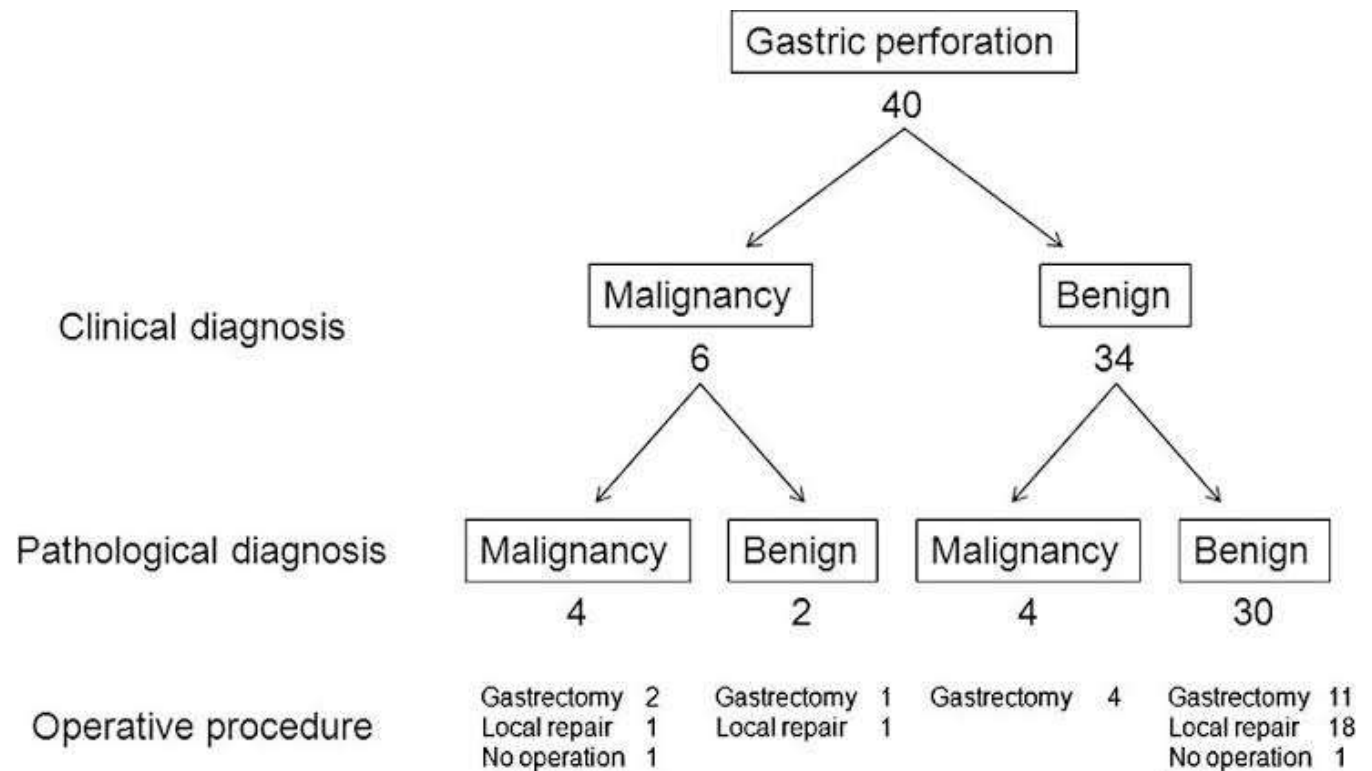 Gastric perforation
40
Clinical diagnosis
Malignancy
Benign
6
34
Pathological diagnosis
Malignancy
Benign
Malignancy
Benign
4
2
4
30
Operative procedure
Gastrectomy 2
Local repair 1
No operation 1
Gastrectomy 1
Local repair 1
Gastrectomy 4
Gastrectomy 11
Local repair 18
No operation 1